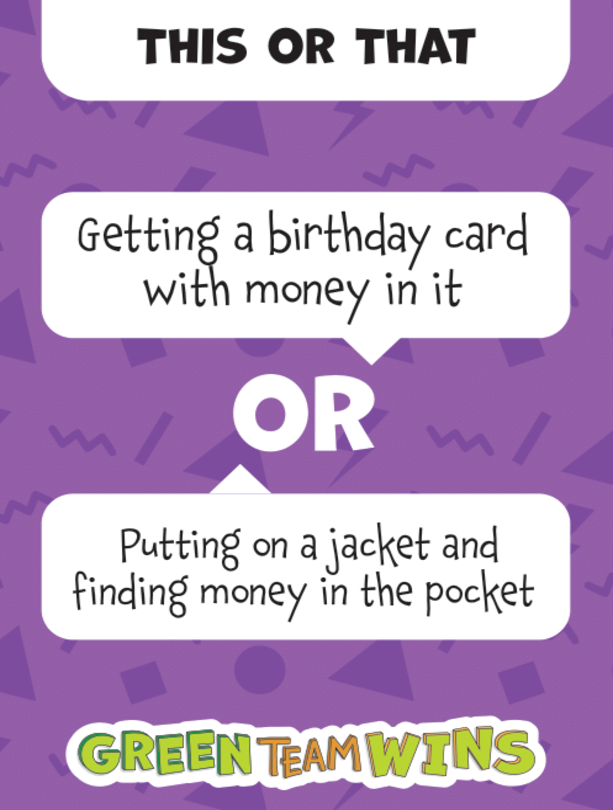 THIS OR THAT
Getting a birthday card
with money in it
OR
Putting on a jacket and
finding money in the pocket
GREEN TEAM WINS